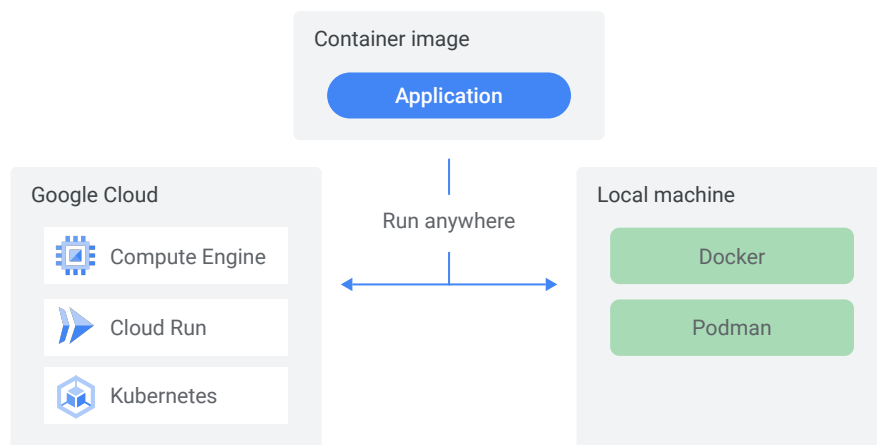 Container image
Application
Run anywhere
Google Cloud
Compute Engine
Cloud Run
Kubernetes
Local machine
Docker
Podman